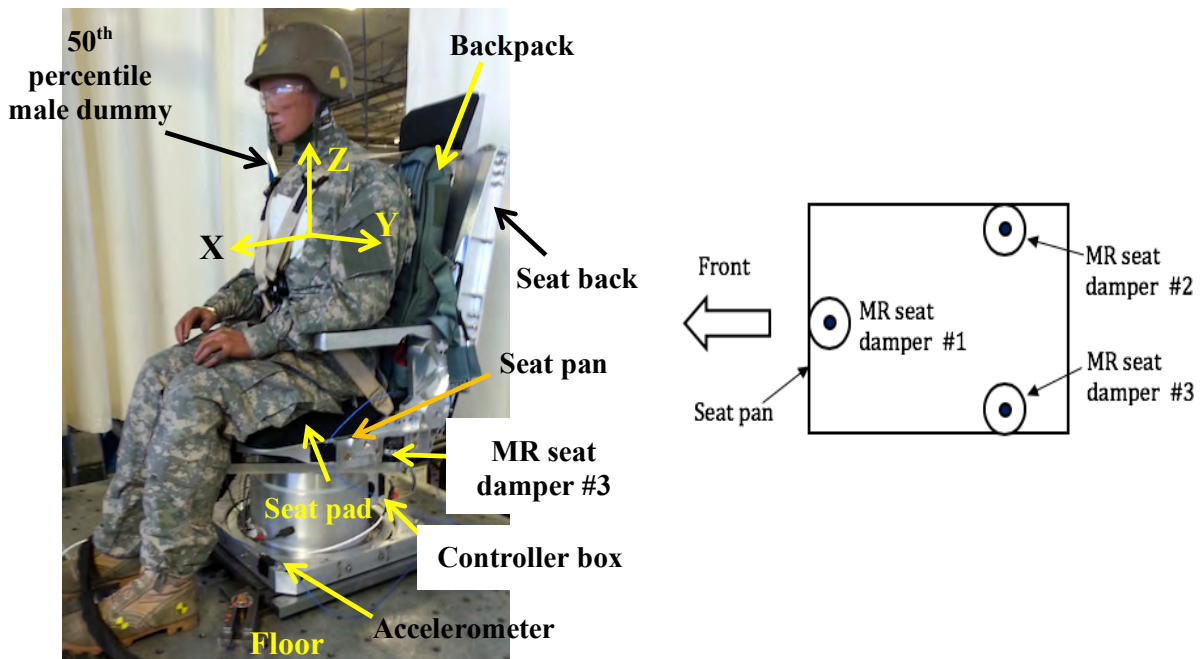 50th
percentile
male dummy
Backpack
Z
Y
X
Seat back
Seat pan
MR seat
damper #3
Seat pad
Controller box
Accelerometer
Floor
Front
MR seat
damper #1
Seat pan
MR seat
damper #2
MR seat
damper #3